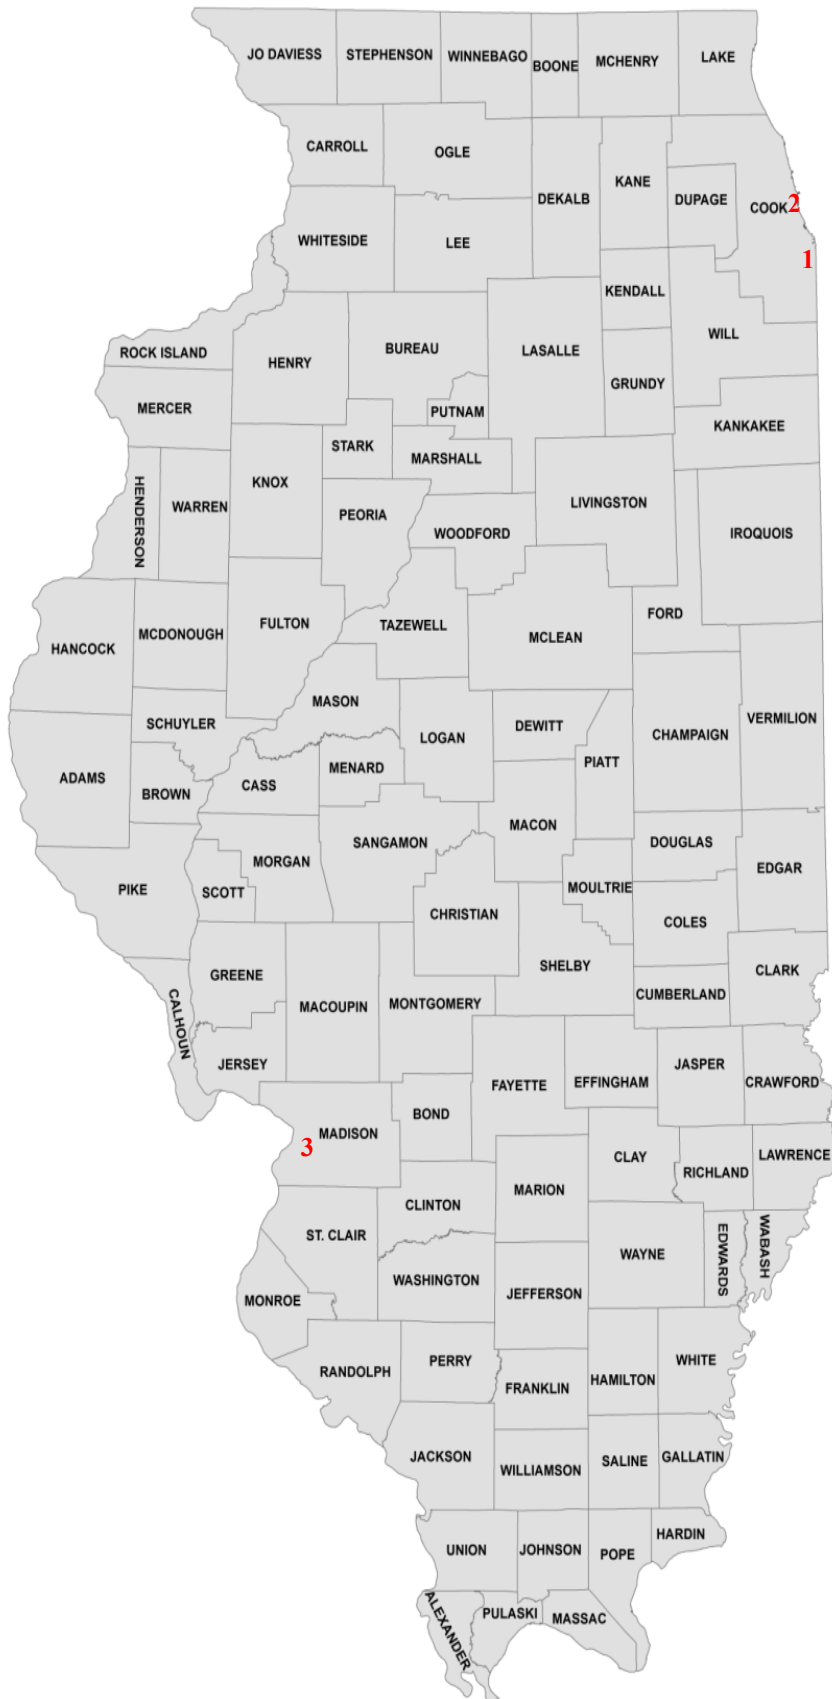 JO DAVIESS
STEPHENSON
WINNEBAGO
BOONE
MCHENRY
LAKE
CARROLL
OGLE
DEKALB
KANE
DUPAGE
COOK
2
1
WHITESIDE
LEE
KENDALL
WILL
ROCK ISLAND
HENRY
BUREAU
LASALLE
GRUNDY
MERCER
PUTNAM
KANKAKEE
STARK
MARSHALL
HENDERSON
WARREN
KNOX
PEORIA
WOODFORD
LIVINGSTON
IROQUOIS
HANCOCK
MCDONOUGH
FULTON
TAZEWELL
MCLEAN
FORD
SCHUYLER
MASON
LOGAN
DEWITT
PIATT
CHAMPAIGN
VERMILION
ADAMS
BROWN
CASS
MENARD
SANGAMON
MACON
DOUGLAS
EDGAR
PIKE
SCOTT
MORGAN
CHRISTIAN
MOULTRIE
COLES
SHELBY
CLARK
CALHOUN
GREENE
MACOUPIN
MONTGOMERY
CUMBERLAND
JERSEY
FAYETTE
EFFINGHAM
JASPER
CRAWFORD
3
MADISON
BOND
CLAY
RICHLAND
LAWRENCE
MARION
CLINTON
ST. CLAIR
WAYNE
EDWARDS
WABASH
WASHINGTON
JEFFERSON
MONROE
RANDOLPH
PERRY
FRANKLIN
HAMILTON
WHITE
JACKSON
WILLIAMSON
SALINE
GALLATIN
UNION
JOHNSON
POPE
HARDIN
ALEXANDER
PULASKI
MASSAC